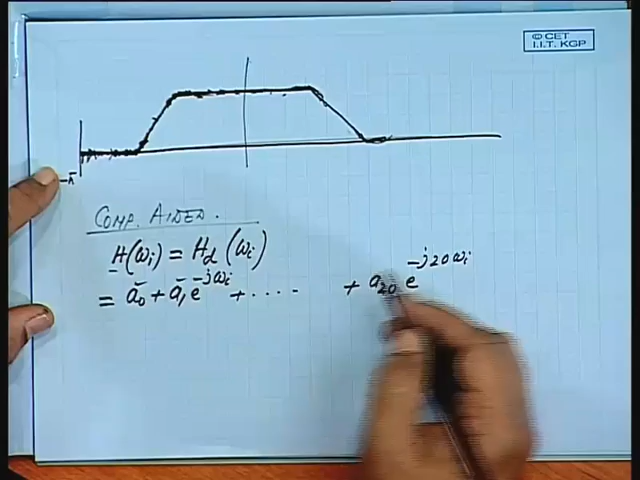 © CET
I.I.T. KGP
-π
COMP. AIDED.
H(ωi) = Hd (ωi)
= a0 + a1 e^-jωi + .... + a20 e^-j20ωi